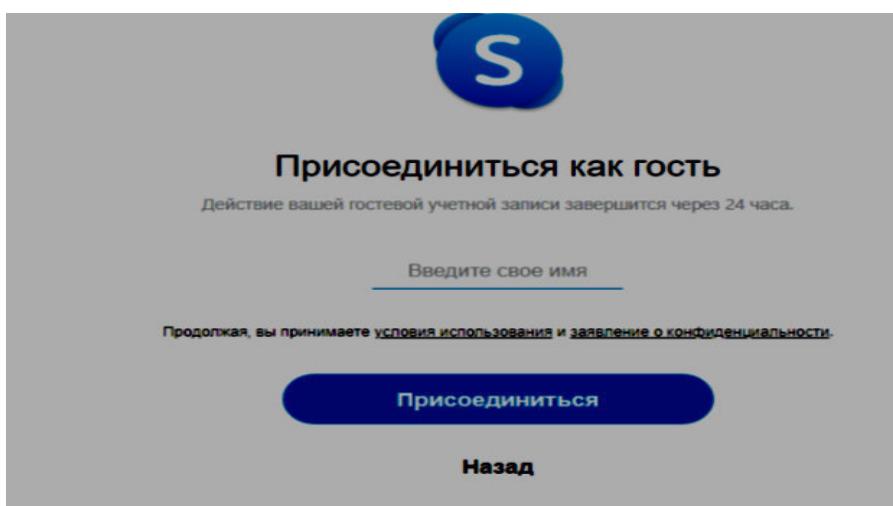 S
Присоединиться как гость
Действие вашей гостевой учетной записи завершится через 24 часа.
Введите свое имя
Продолжая, вы принимаете условия использования и заявление о конфиденциальности.
Присоединиться
Назад